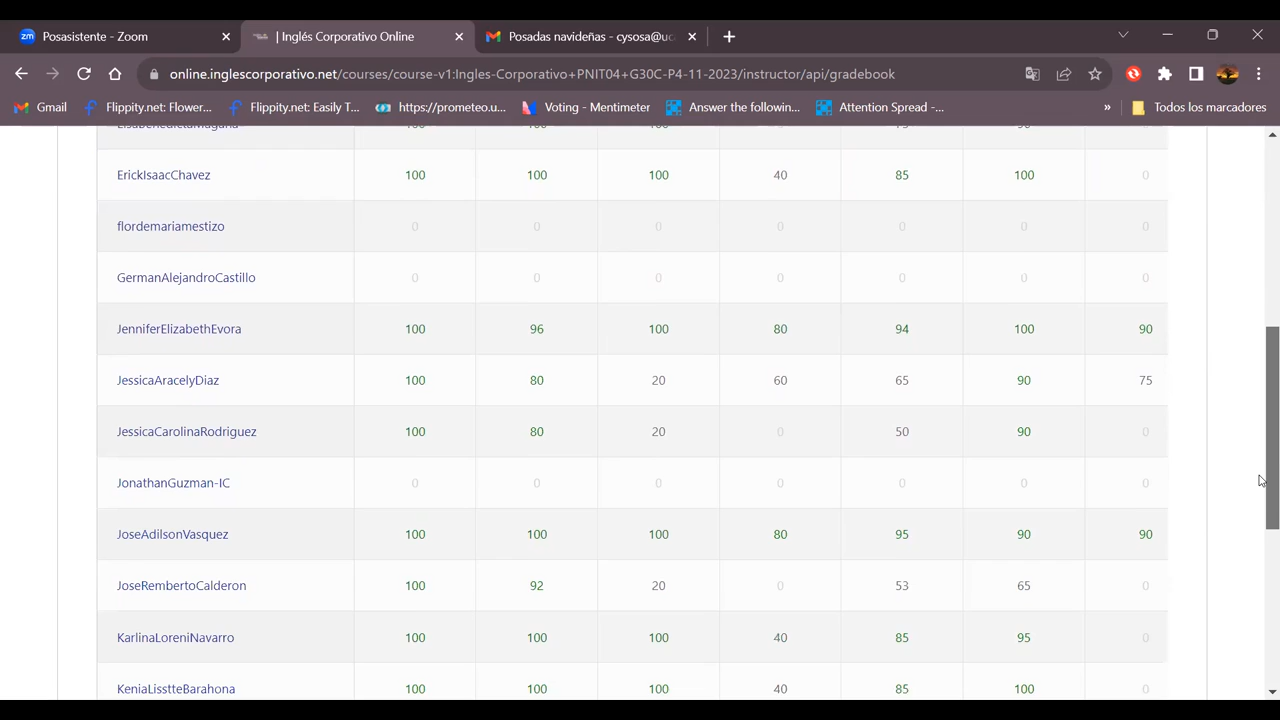 Posasistente - Zoom
| Inglés Corporativo Online
Posadas navideñas - cysosa@uc
online.inglescorporativo.net/courses/course-v1:Ingles-Corporativo+PNIT04+G30C-P4-11-2023/instructor/api/gradebook
Gmail Flippity.net: Flower... Flippity.net: Easily T... https://prometeo.u... Voting - Mentimeter Answer the followin... Attention Spread -... » Todos los marcadores
ErickIsaacChavez 100 100 100 40 85 100 0
flordemariamestizo 0 0 0 0 0 0 0
GermanAlejandroCastillo 0 0 0 0 0 0 0
JenniferElizabethEvora 100 96 100 80 94 100 90
JessicaAracelyDiaz 100 80 20 60 65 90 75
JessicaCarolinaRodriguez 100 80 20 0 50 90 0
JonathanGuzman-IC 0 0 0 0 0 0 0
JoseAdilsonVasquez 100 100 100 80 95 90 90
JoseRembertoCalderon 100 92 20 0 53 65 0
KarlinaLoreniNavarro 100 100 100 40 85 95 0
KeniaLisstteBarahona 100 100 100 40 85 100 0